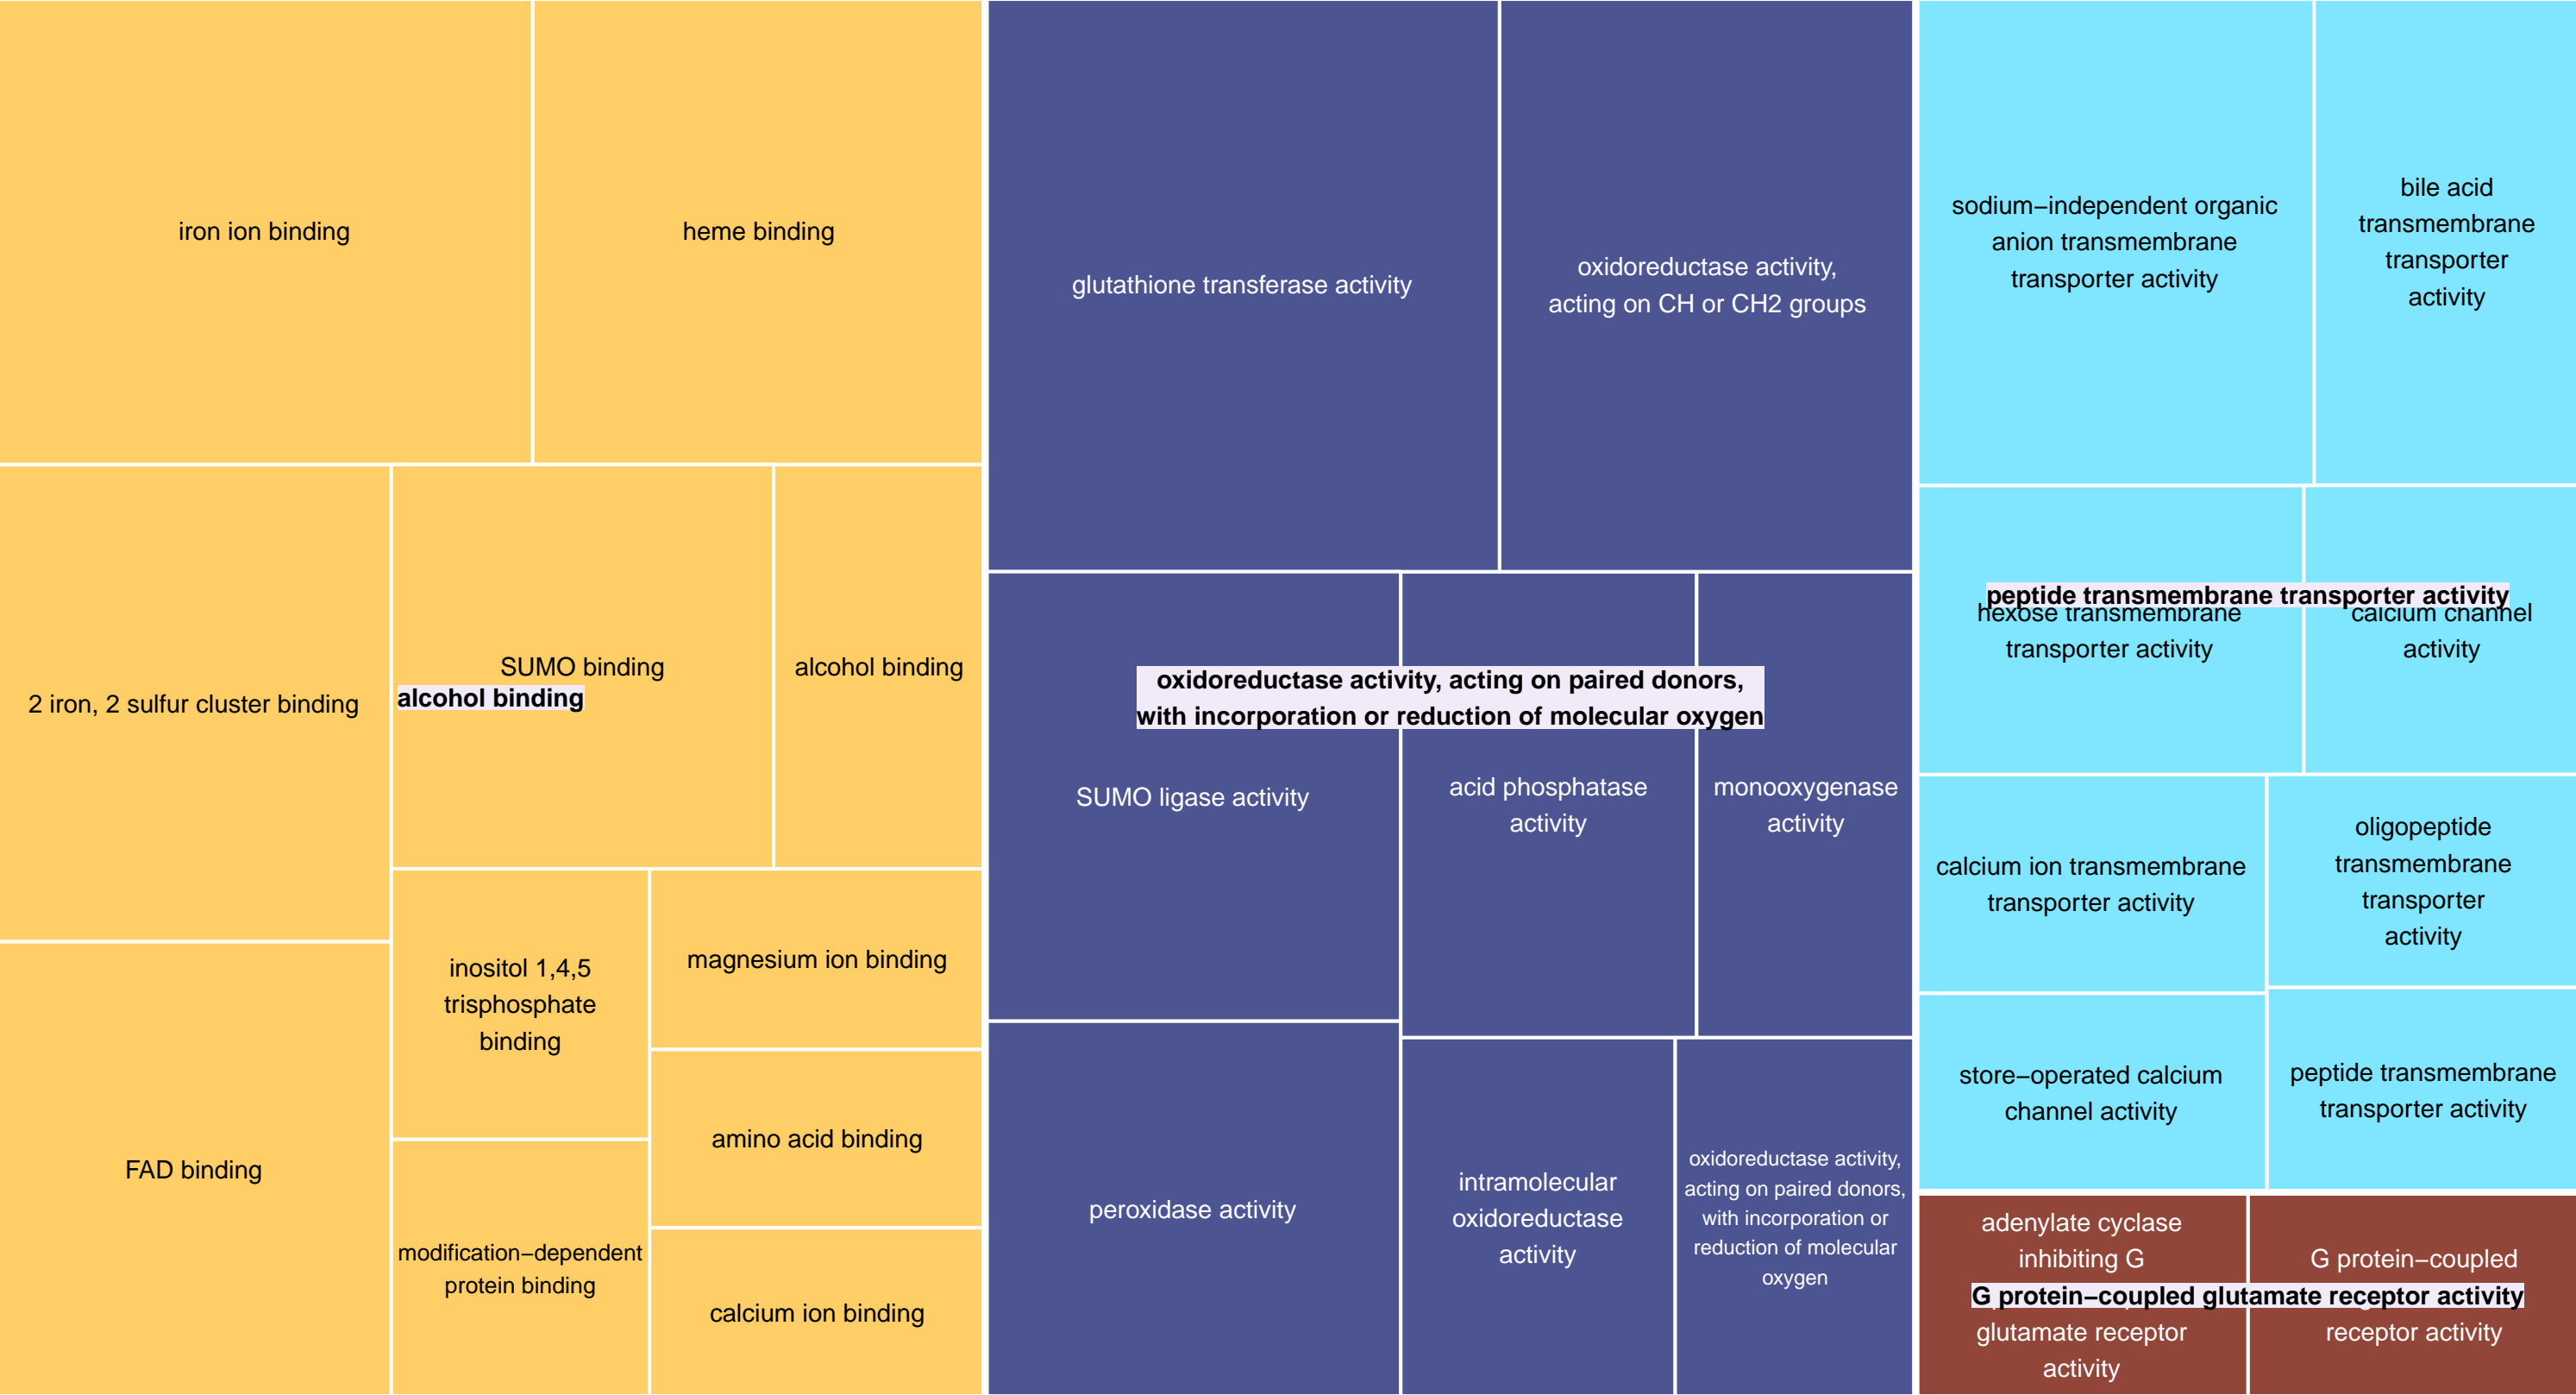 iron ion binding
heme binding
2 iron, 2 sulfur cluster binding
SUMO binding
alcohol binding
alcohol binding
FAD binding
inositol 1,4,5
trisphosphate
binding
magnesium ion binding
amino acid binding
modification−dependent
protein binding
calcium ion binding
glutathione transferase activity
oxidoreductase activity,
acting on CH or CH2 groups
oxidoreductase activity, acting on paired donors,
with incorporation or reduction of molecular oxygen
SUMO ligase activity
acid phosphatase
activity
monooxygenase
activity
peroxidase activity
intramolecular
oxidoreductase
activity
oxidoreductase activity,
acting on paired donors,
with incorporation or
reduction of molecular
oxygen
sodium−independent organic
anion transmembrane
transporter activity
bile acid
transmembrane
transporter
activity
peptide transmembrane transporter activity
hexose transmembrane
transporter activity
calcium channel
activity
calcium ion transmembrane
transporter activity
oligopeptide
transmembrane
transporter
activity
store−operated calcium
channel activity
peptide transmembrane
transporter activity
adenylate cyclase
inhibiting G
glutamate receptor
activity
G protein−coupled glutamate receptor activity
G protein−coupled
receptor activity